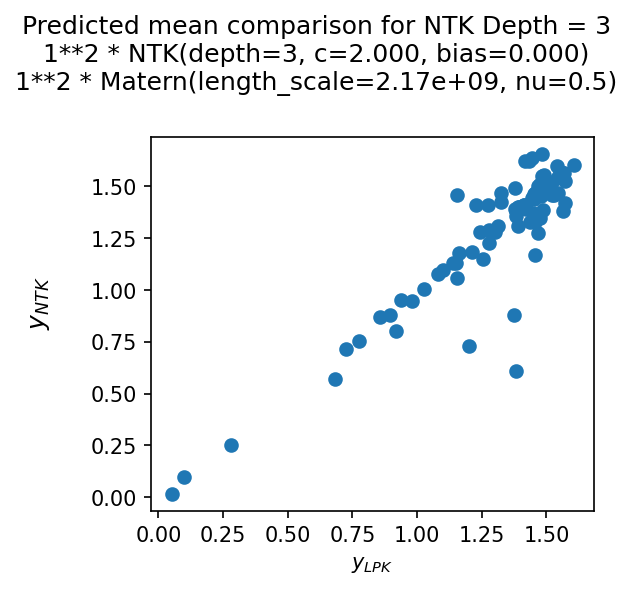 Predicted mean comparison for NTK Depth = 3
1**2 * NTK(depth=3, c=2.000, bias=0.000)
1**2 * Matern(length_scale=2.17e+09, nu=0.5)
y_NTK
1.50
1.25
1.00
0.75
0.50
0.25
0.00
0.00 0.25 0.50 0.75 1.00 1.25 1.50
y_LPK